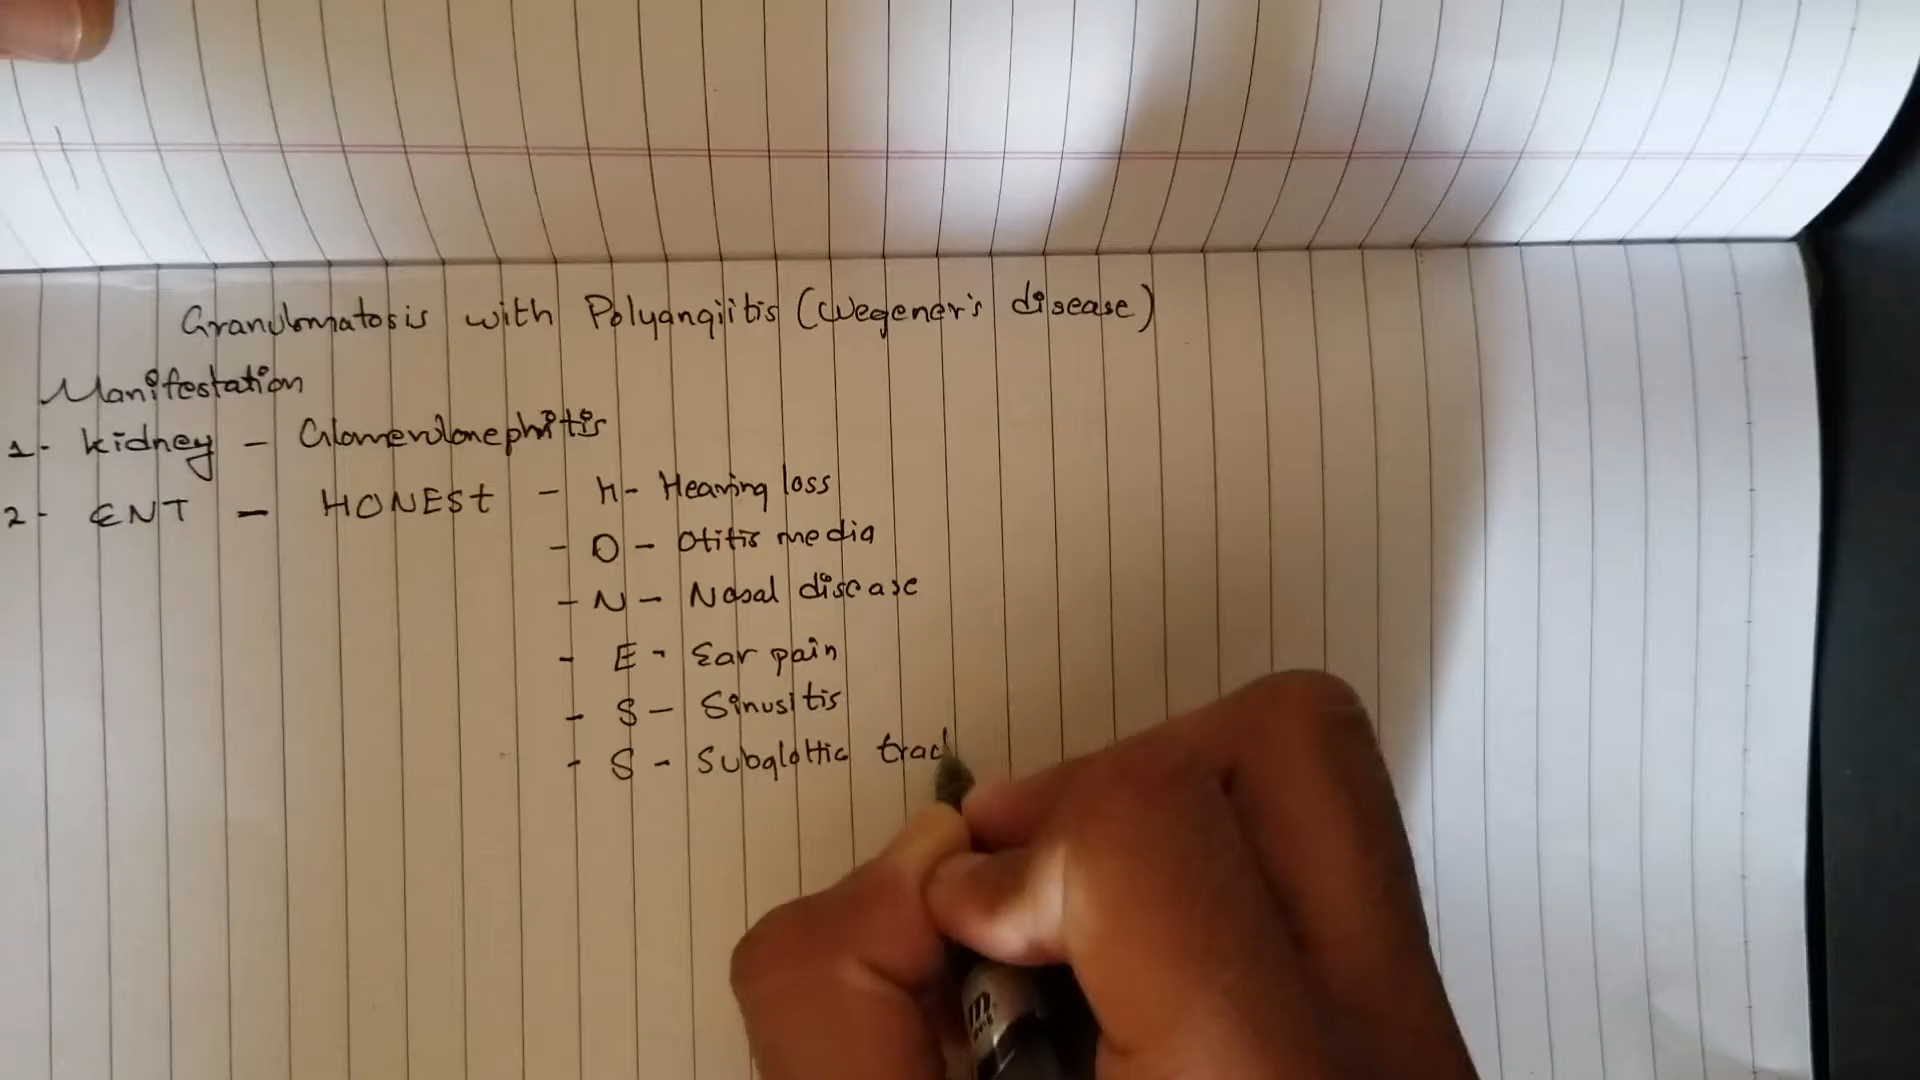 Granulomatosis with Polyangiitis (Wegener's disease)
Manifestation
1- kidney - Glomerulonephritis
2- ENT - HONESt - H- Hearing loss
- O - Otitis media
- N - Nasal disease
- E - Ear pain
- S - Sinusitis
- S - Subglottic trac